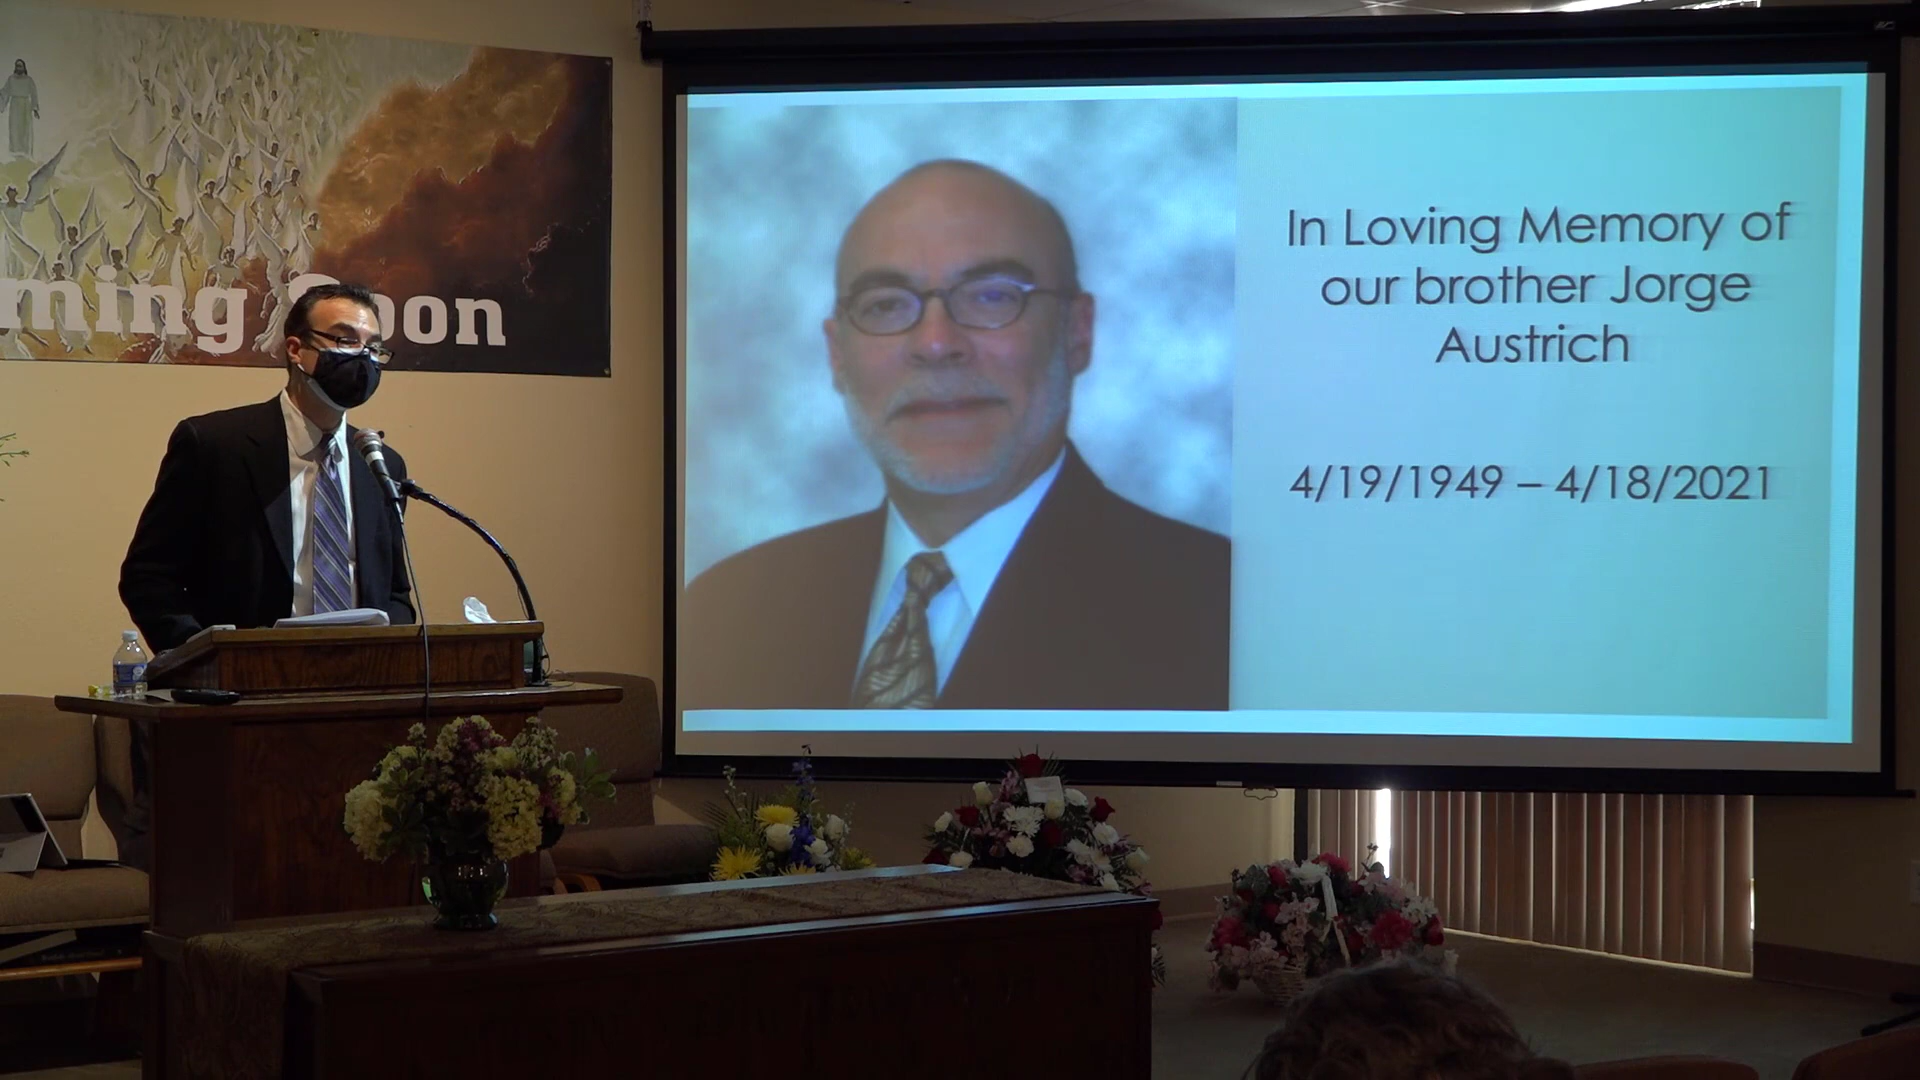 ming Soon
In Loving Memory of
our brother Jorge
Austrich
4/19/1949 – 4/18/2021